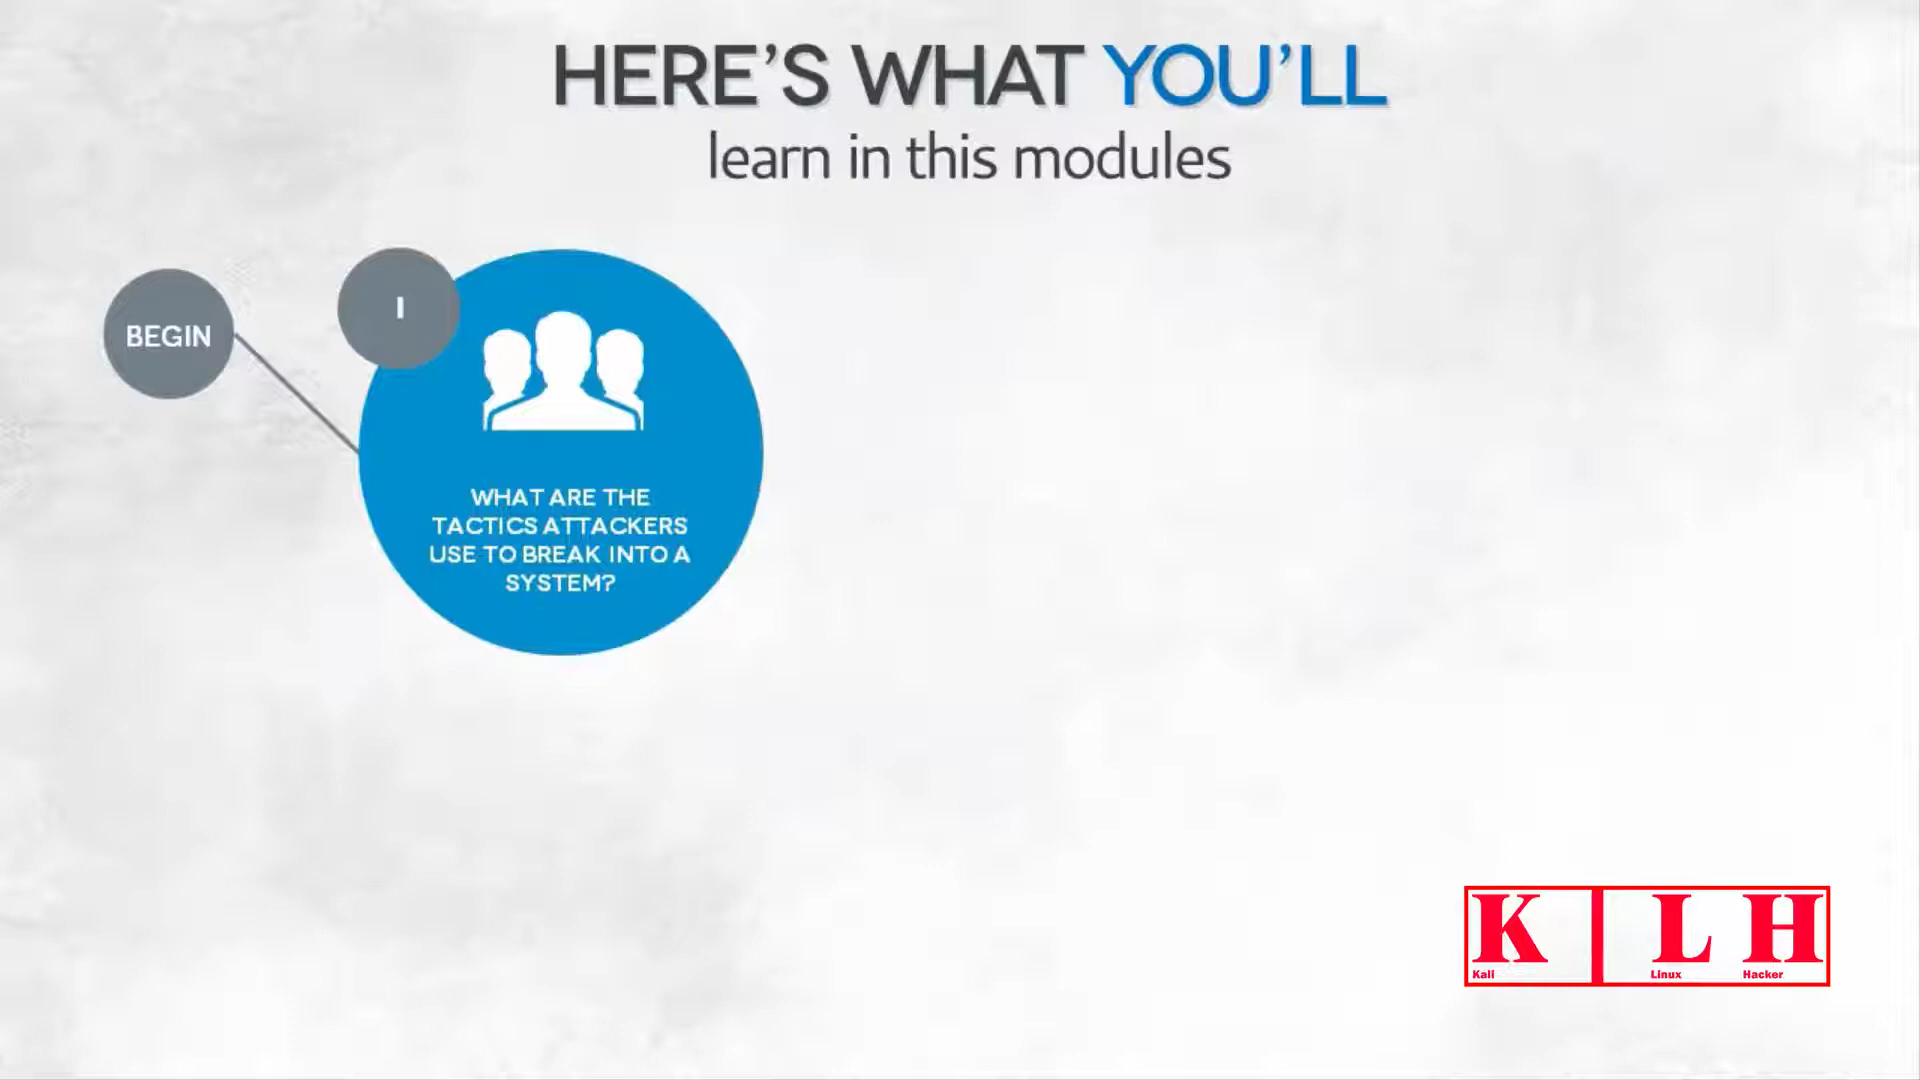 HERE'S WHAT YOU'LL
learn in this modules
BEGIN
I
WHAT ARE THE
TACTICS ATTACKERS
USE TO BREAK INTO A
SYSTEM?
K L H
Kali Linux Hacker